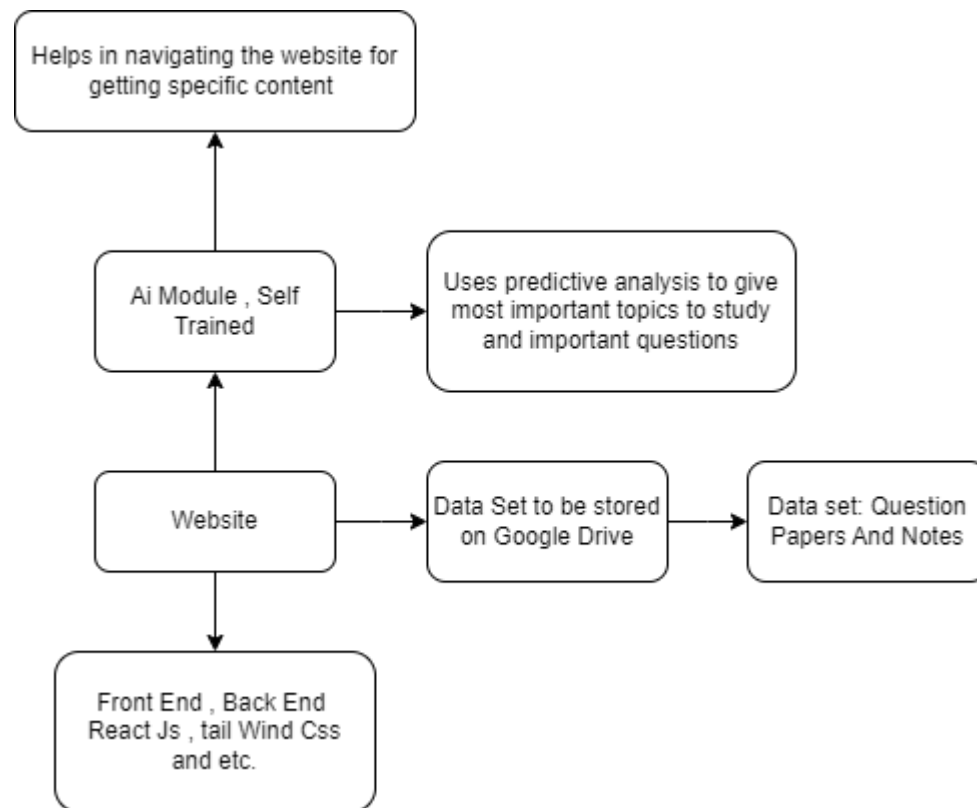 Helps in navigating the website for
getting specific content
Ai Module , Self
Trained
Uses predictive analysis to give
most important topics to study
and important questions
Website
Data Set to be stored
on Google Drive
Data set: Question
Papers And Notes
Front End , Back End
React Js , tail Wind Css
and etc.